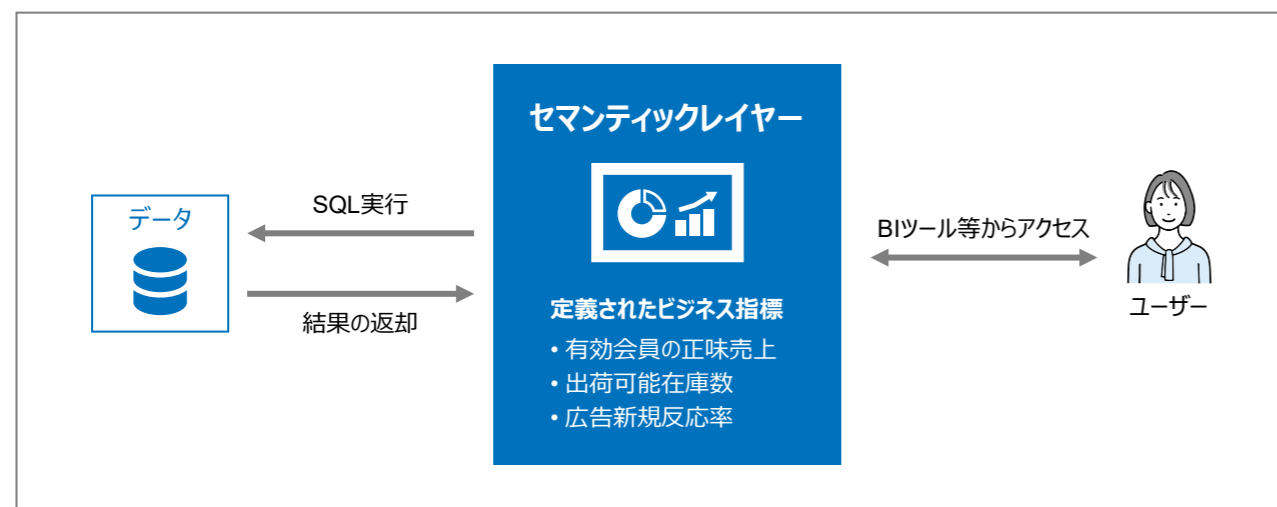 セマンティックレイヤー
データ
SQL実行
結果の返却
定義されたビジネス指標
• 有効会員の正味売上
• 出荷可能在庫数
• 広告新規反応率
BIツール等からアクセス
ユーザー